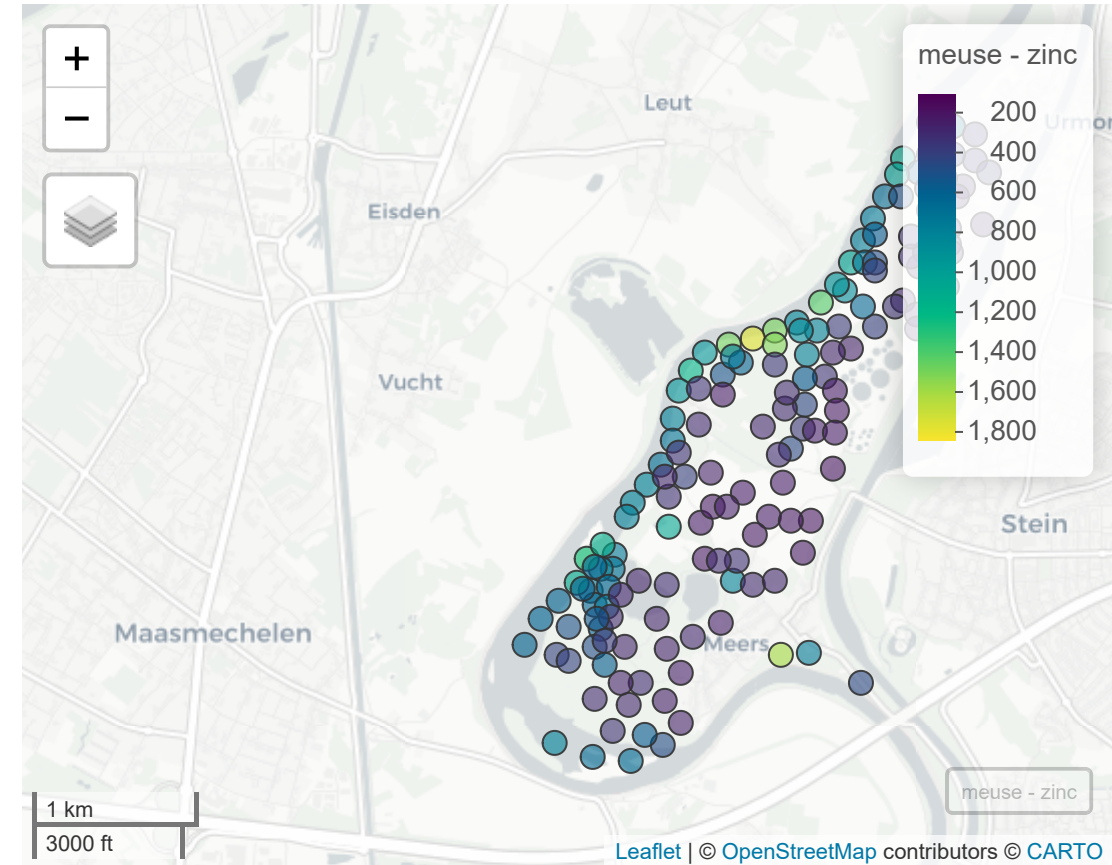 +
−
meuse - zinc
200
400
600
800
1,000
1,200
1,400
1,600
1,800
Leut
Eisden
Vucht
Stein
Maasmechelen
Meers
meuse - zinc
1 km
3000 ft
Leaflet | © OpenStreetMap contributors © CARTO